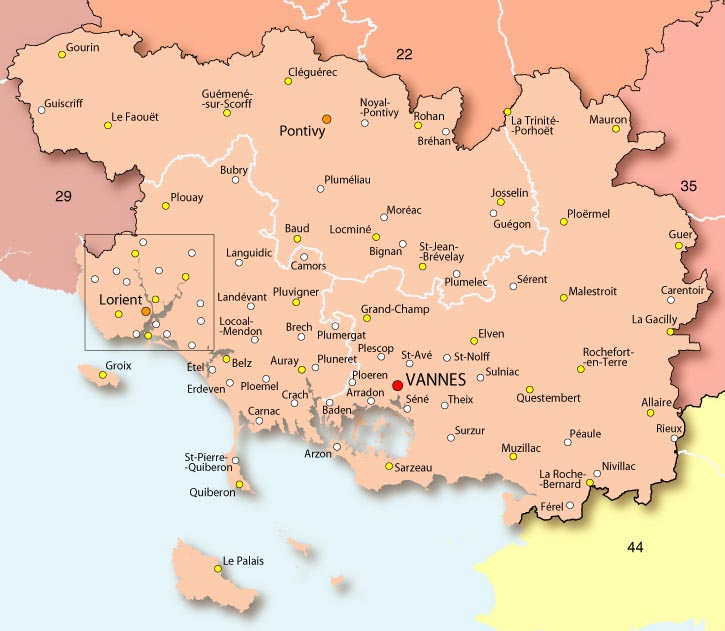 Gourin
22
Cléguérec
Guiscriff
Le Faouët
Guémené-
-sur-Scorff
Pontivy
Noyal-
-Pontivy
Rohan
Bréhan
La Trinité-
-Porhoët
Mauron
29
35
Bubry
Plouay
Pluméliau
Josselin
Guégon
Moréac
Ploërmel
Baud
Locminé
Bignan
St-Jean-
-Brévelay
Guer
Languidic
Camors
Plumelec
Sérent
Malestroit
Carentoir
Lorient
Landévant
Pluvigner
Grand-Champ
La Gacilly
Locoal-
-Mendon
Brech
Plumergat
Elven
Plescop
St-Avé
St-Nolff
Rochefort-
-en-Terre
Groix
Etel
Belz
Auray
Pluneret
Ploeren
VANNES
Sulniac
Erdeven
Ploemel
Crach
Arradon
Baden
Séné
Theix
Questembert
Allaire
Carnac
Rieux
Surzur
Péaule
Arzon
Muzillac
St-Pierre-
-Quiberon
Sarzeau
La Roche-
-Bernard
Nivillac
Quiberon
Férel
44
Le Palais